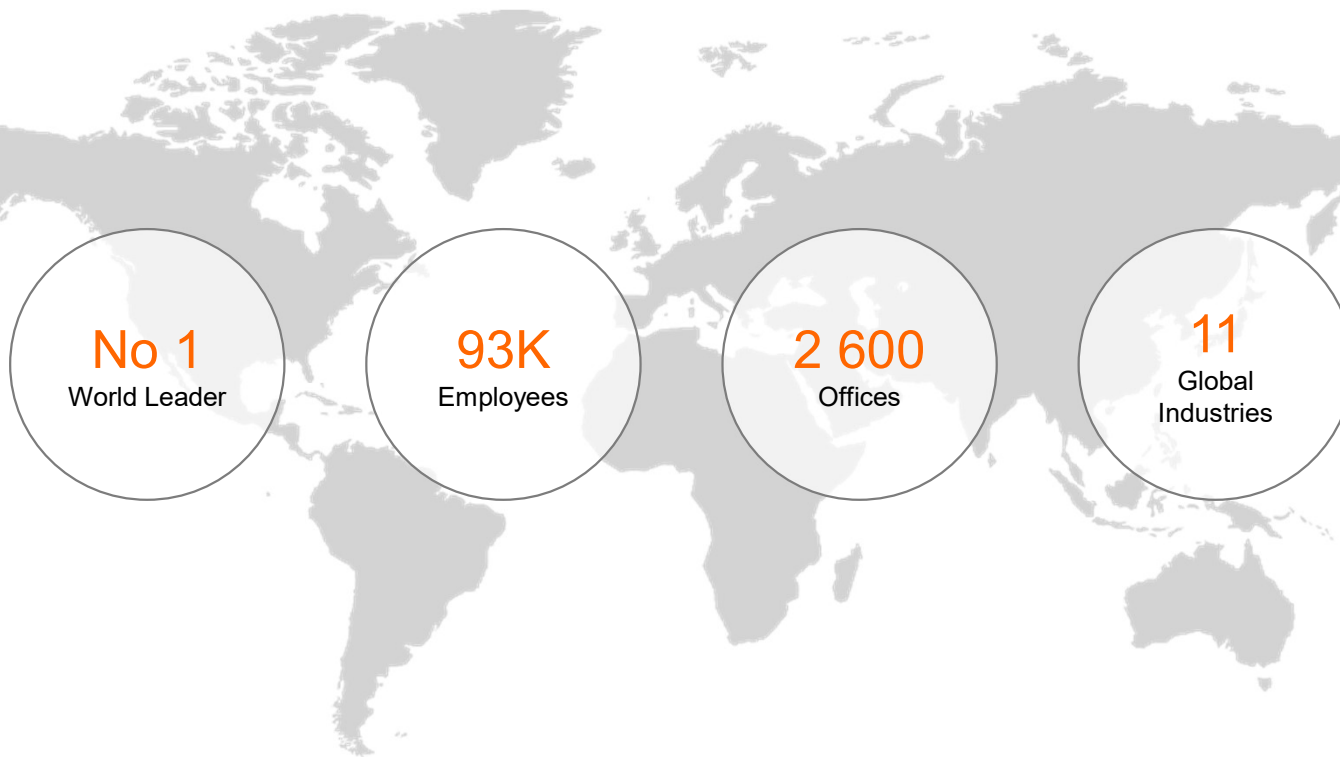 No 1
World Leader
93K
Employees
2 600
Offices
11
Global
Industries